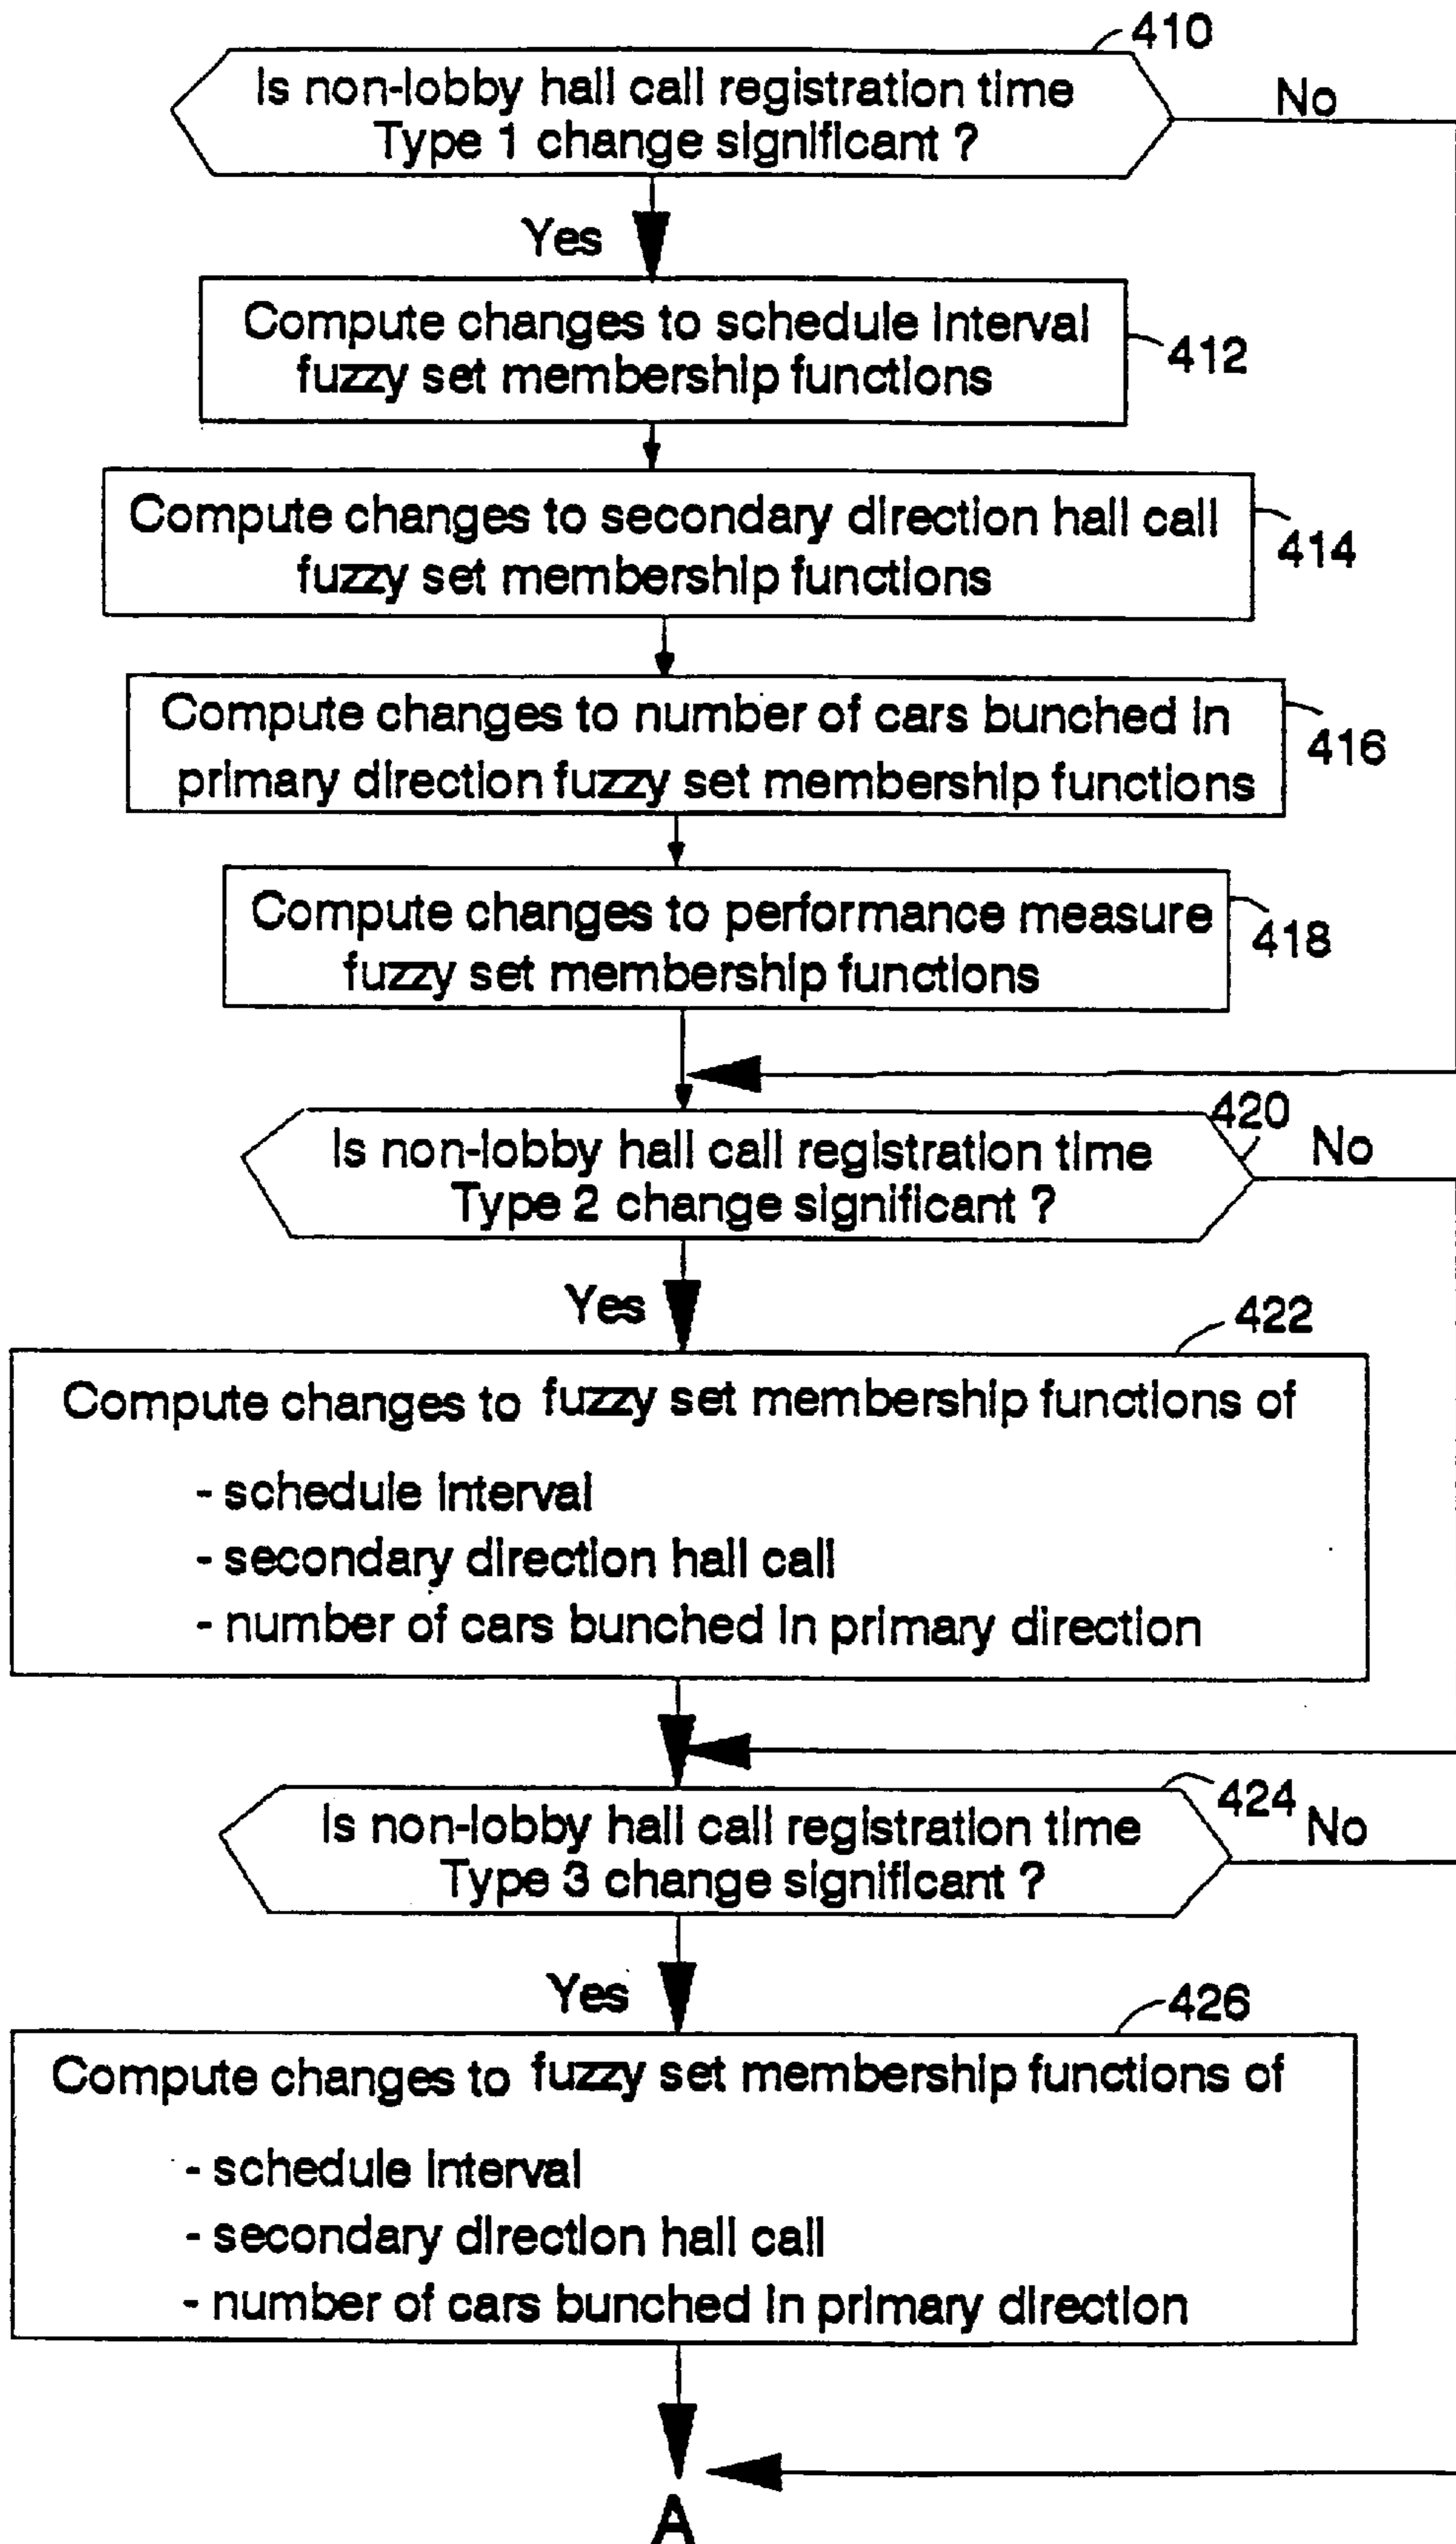 410
Is non-lobby hall call registration time
Type 1 change significant ?
No
Yes
Compute changes to schedule interval
fuzzy set membership functions
412
Compute changes to secondary direction hall call
fuzzy set membership functions
414
Compute changes to number of cars bunched in
primary direction fuzzy set membership functions
416
Compute changes to performance measure
fuzzy set membership functions
418
420
Is non-lobby hall call registration time
Type 2 change significant ?
No
Yes
422
Compute changes to fuzzy set membership functions of
- schedule interval
- secondary direction hall call
- number of cars bunched in primary direction
424
Is non-lobby hall call registration time
Type 3 change significant ?
No
Yes
426
Compute changes to fuzzy set membership functions of
- schedule interval
- secondary direction hall call
- number of cars bunched in primary direction
A